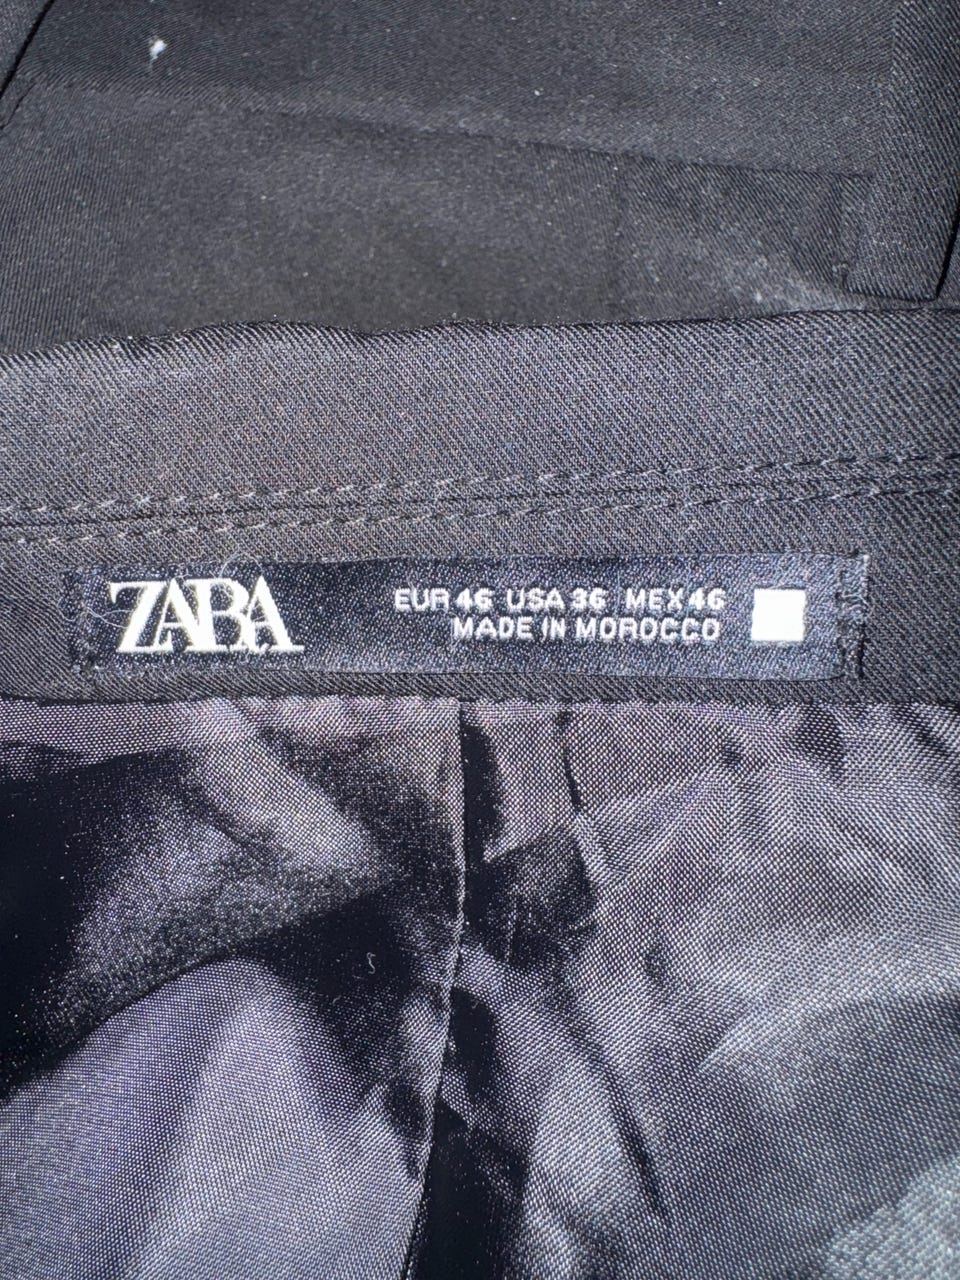 ZARA
EUR 46 USA 36 MEX 46
MADE IN MOROCCO